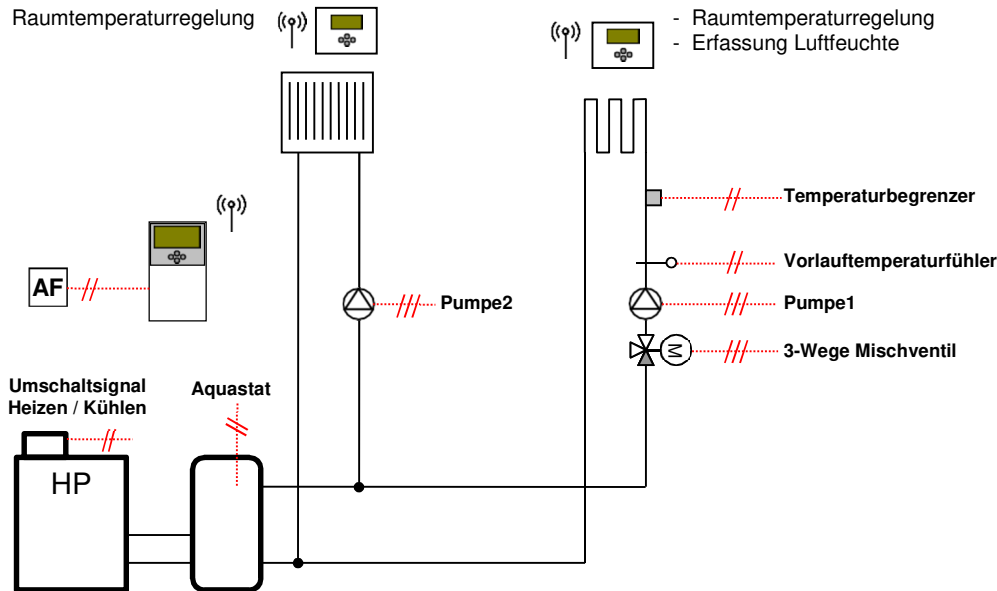 Raumtemperaturregelung
- Raumtemperaturregelung
- Erfassung Luftfeuchte
Temperaturbegrenzer
AF
Vorlauftemperaturfühler
Pumpe2
Pumpe1
M
3-Wege Mischventil
Umschaltsignal
Heizen / Kühlen
Aquastat
HP